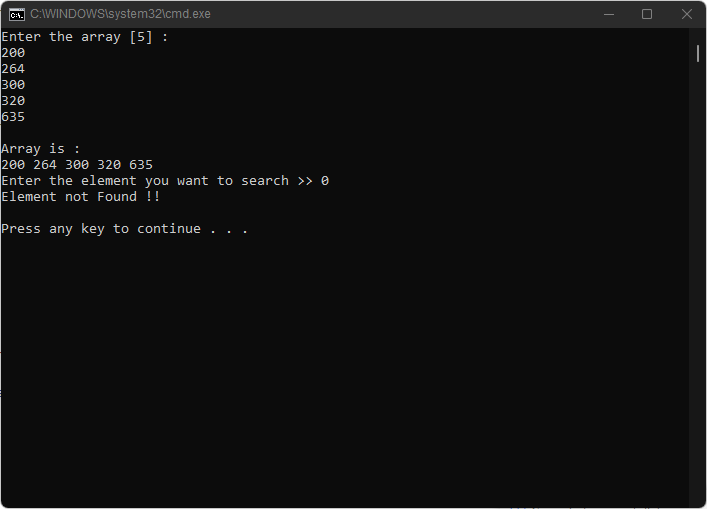 C:\WINDOWS\system32\cmd.exe
Enter the array [5] :
200
264
300
320
635
Array is :
200 264 300 320 635
Enter the element you want to search >> 0
Element not Found !!
Press any key to continue . . .